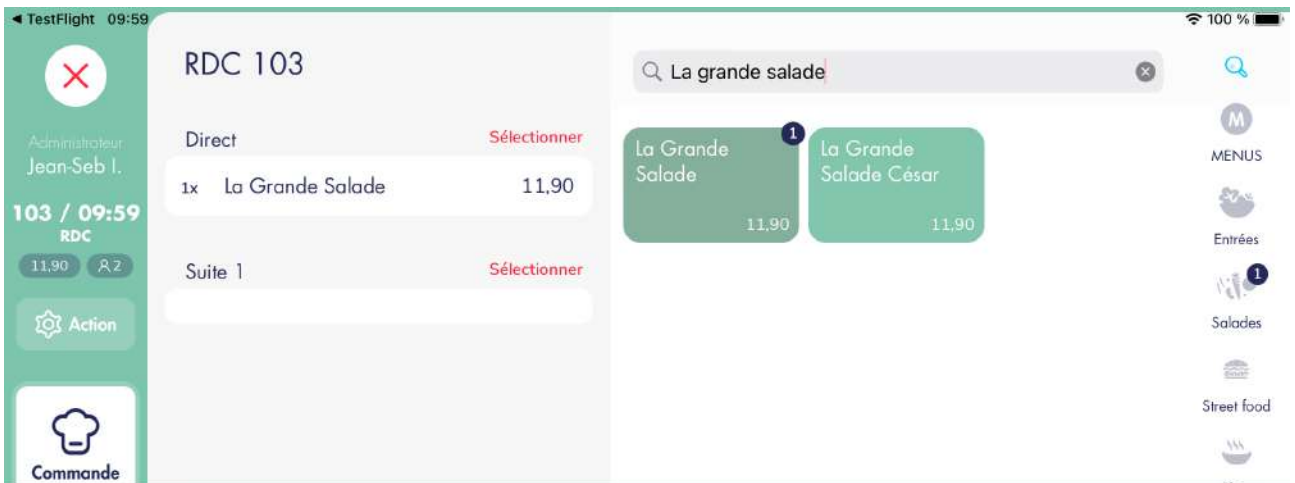 ◀ TestFlight 09:59
100 %
Administrateur
Jean-Seb I.
103 / 09:59
RDC
11,90 2
Action
Commande
RDC 103
Direct Sélectionner
1x La Grande Salade 11,90
Suite 1 Sélectionner
La grande salade
La Grande
Salade
11,90
1
La Grande
Salade César
11,90
M
MENUS
Entrées
1
Salades
Street food